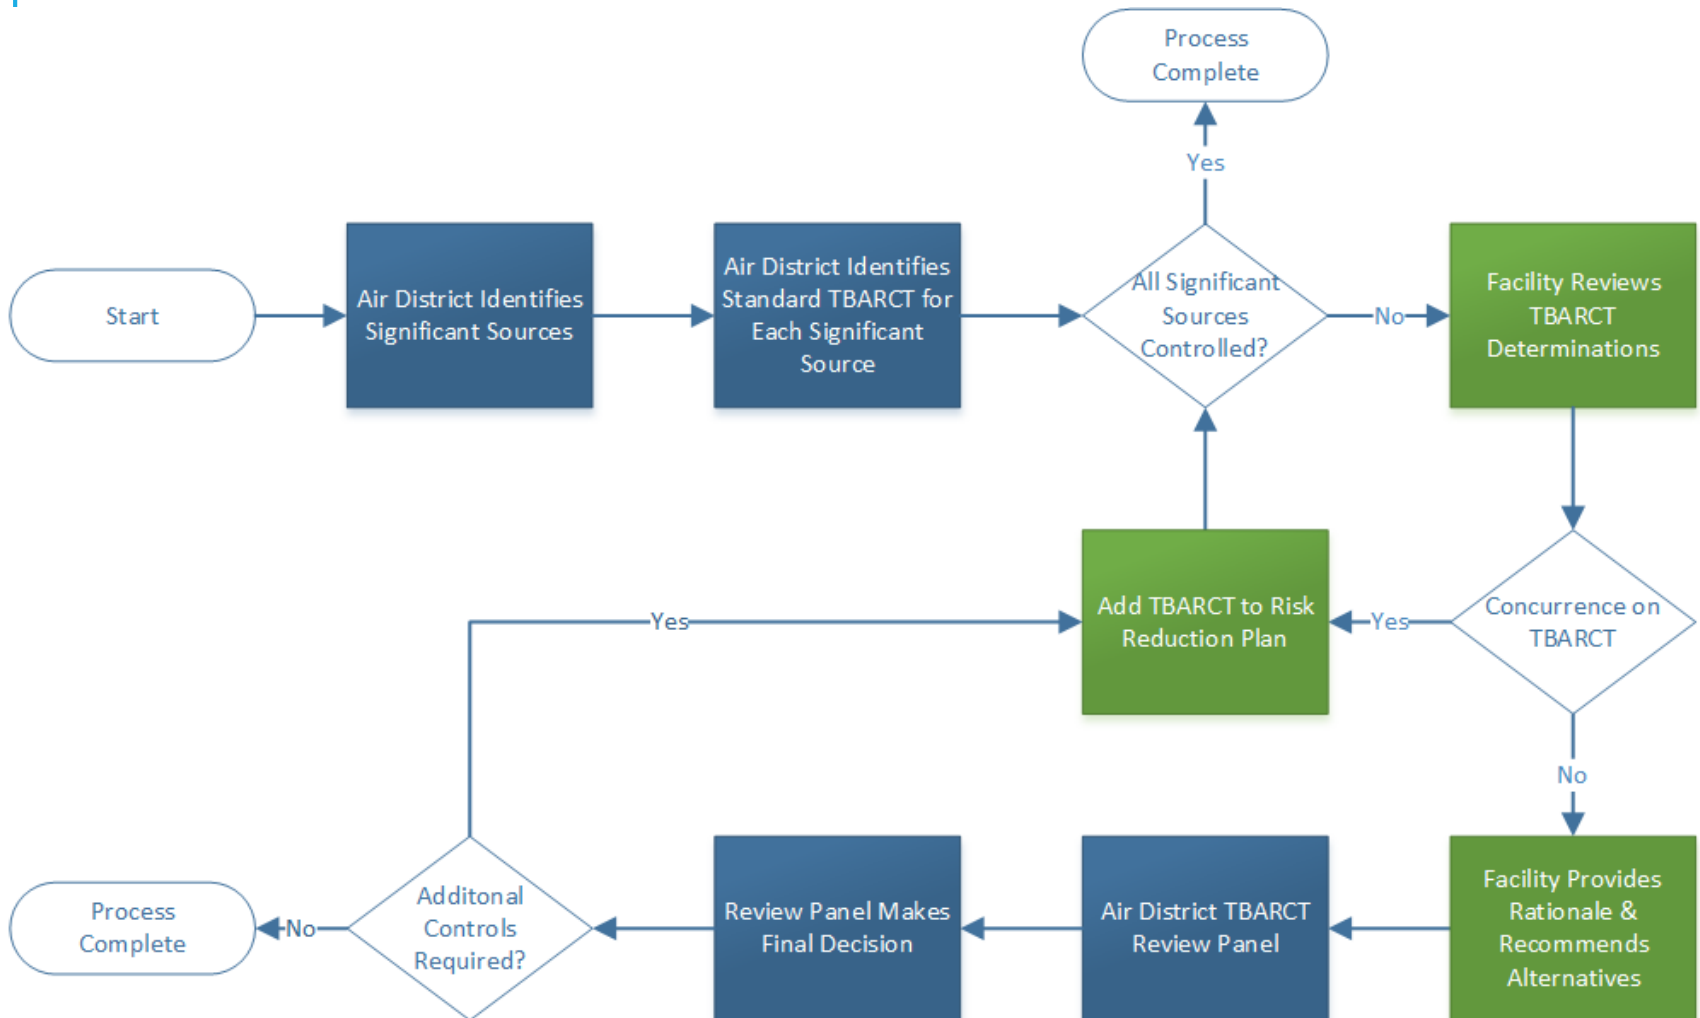 Process
Complete
Yes
Start
Air District Identifies
Significant Sources
Air District Identifies
Standard TBARCT for
Each Significant
Source
All Significant
Sources
Controlled?
No
Facility Reviews
TBARCT
Determinations
Concurrence on
TBARCT
Yes
Add TBARCT to Risk
Reduction Plan
Yes
No
Facility Provides
Rationale &
Recommends
Alternatives
Air District TBARCT
Review Panel
Review Panel Makes
Final Decision
Additonal
Controls
Required?
No
Process
Complete